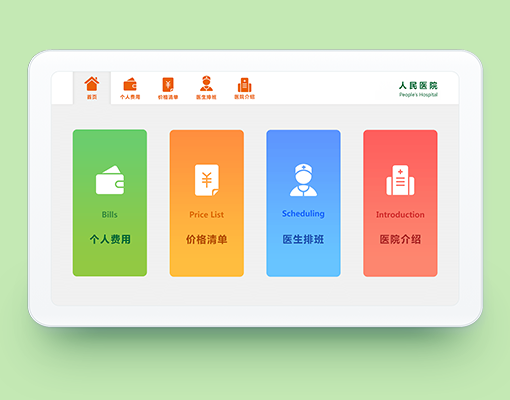 首页
个人费用
价格清单
医生排班
医院介绍
人民医院
People's Hospital
Bills
个人费用
Price List
价格清单
Scheduling
医生排班
Introduction
医院介绍